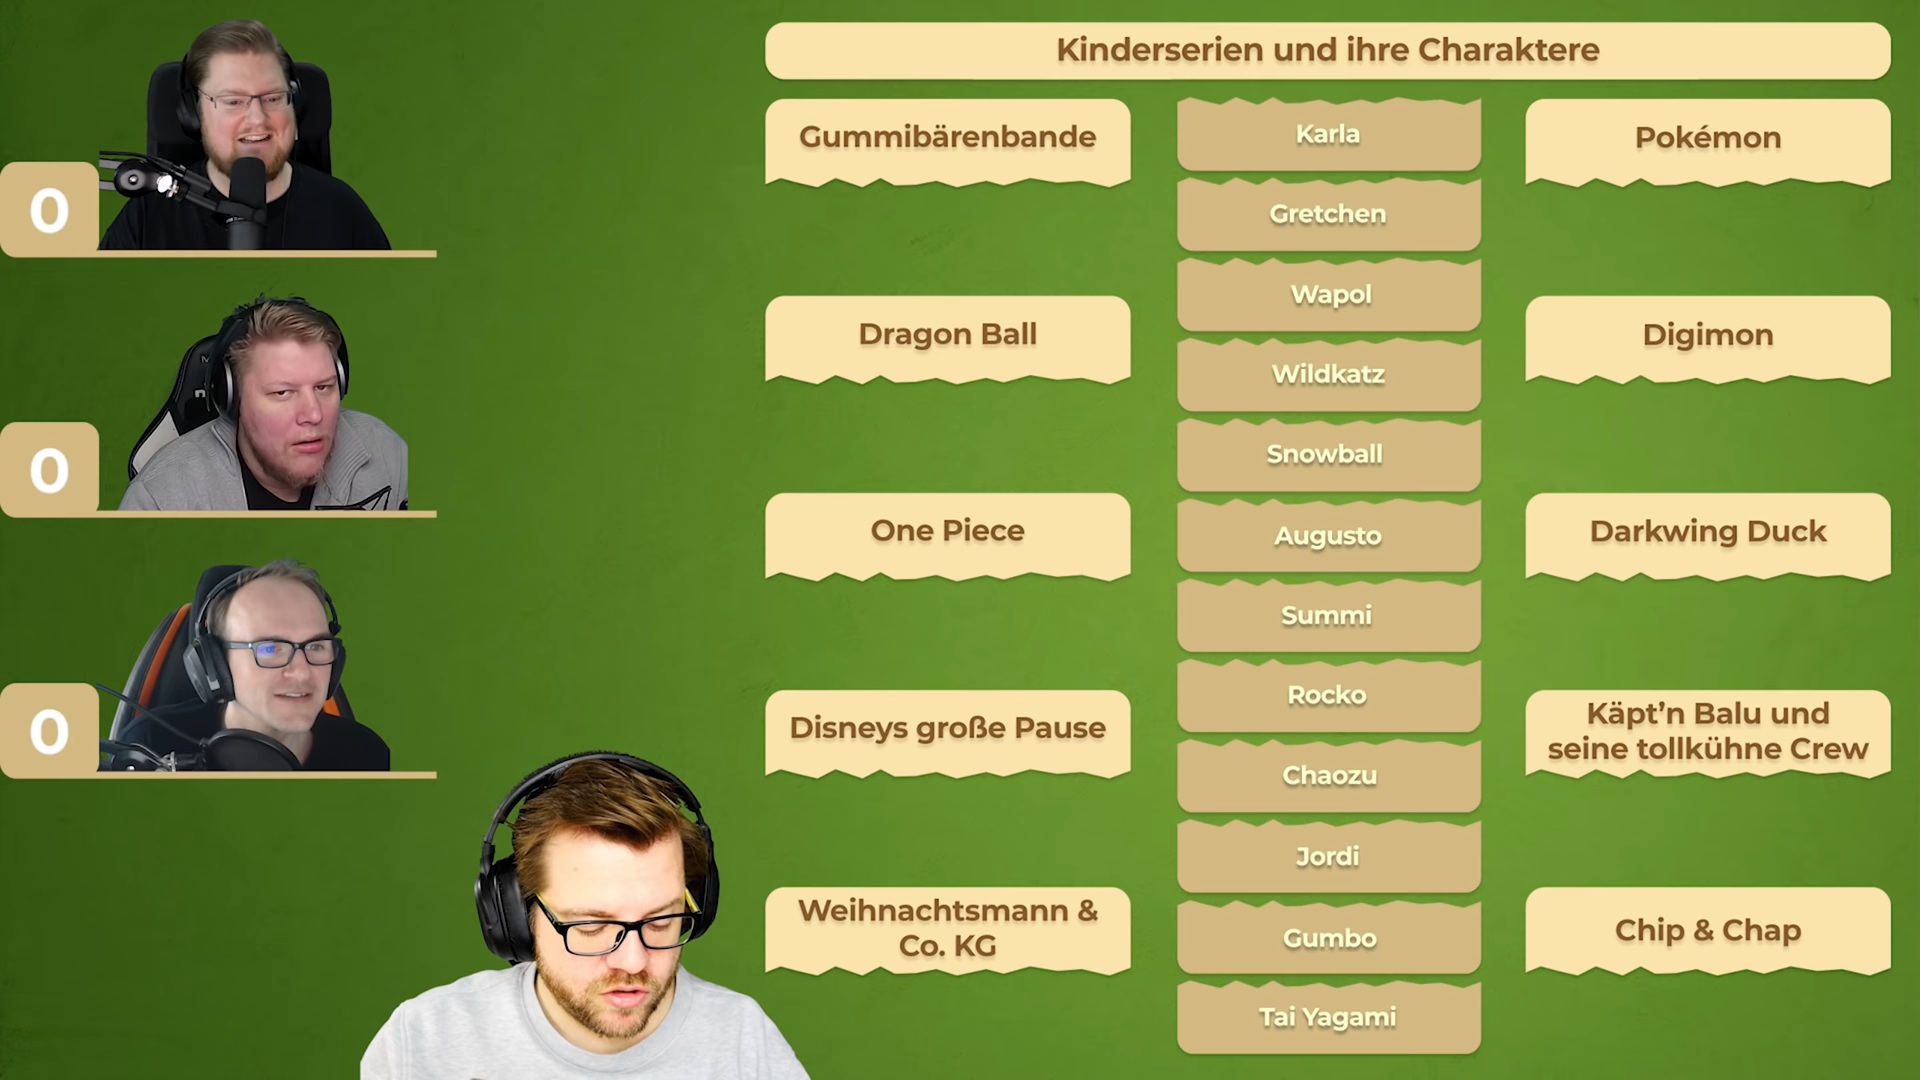 Kinderserien und ihre Charaktere
Gummibärenbande
Dragon Ball
One Piece
Disneys große Pause
Weihnachtsmann &
Co. KG
Karla
Gretchen
Wapol
Wildkatz
Snowball
Augusto
Summi
Rocko
Chaozu
Jordi
Gumbo
Tai Yagami
Pokémon
Digimon
Darkwing Duck
Käpt’n Balu und
seine tollkühne Crew
Chip & Chap
0
0
0